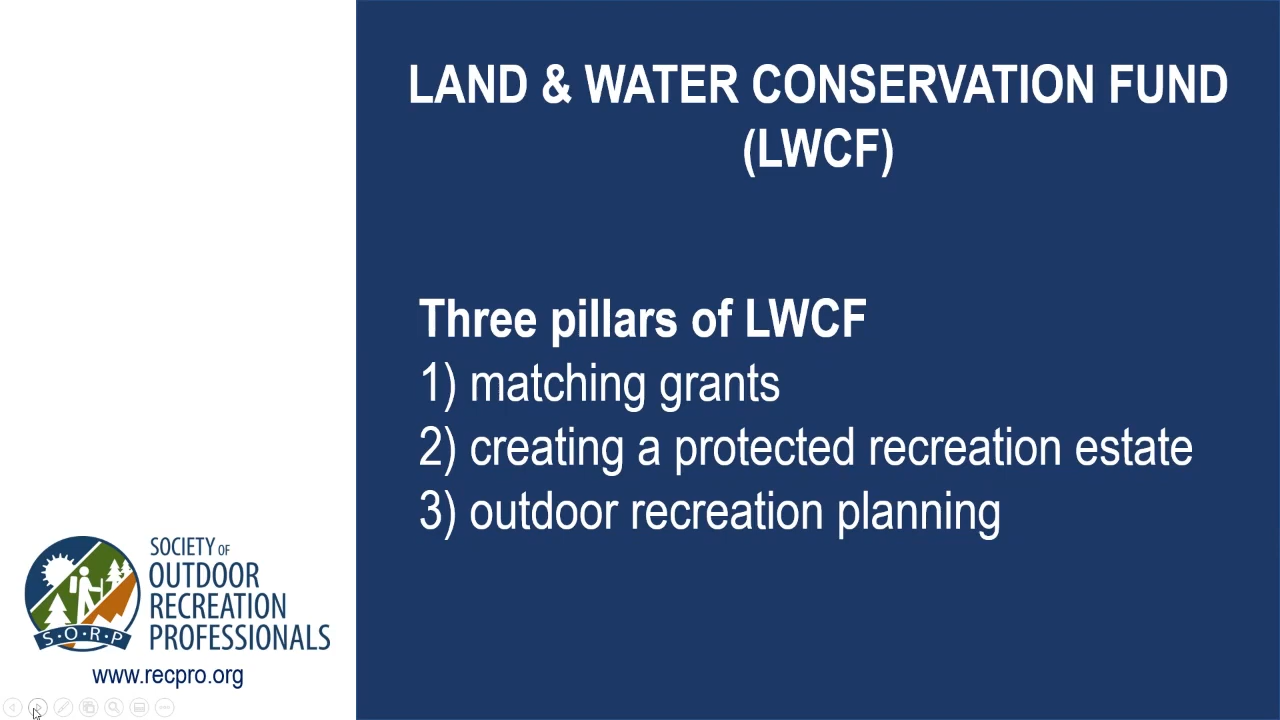 LAND & WATER CONSERVATION FUND
(LWCF)
Three pillars of LWCF
1) matching grants
2) creating a protected recreation estate
3) outdoor recreation planning
SOCIETY OF
OUTDOOR
RECREATION
PROFESSIONALS
S·O·R·P
www.recpro.org